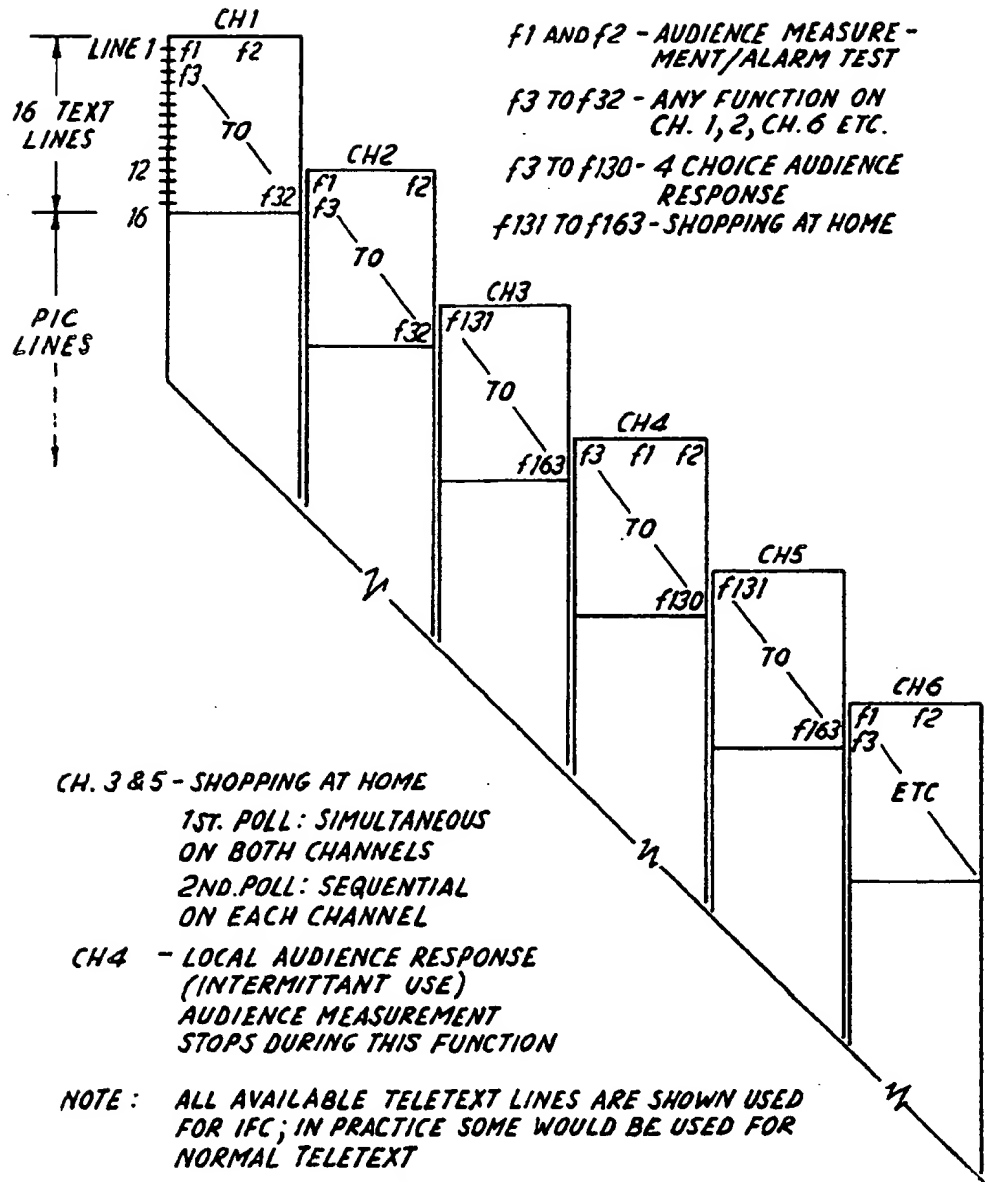 CH1
LINE 1
f1 f2
f3
TO
f32
16 TEXT
LINES
12
16
PIC
LINES
f1 AND f2 - AUDIENCE MEASURE-
MENT/ALARM TEST
f3 TO f32 - ANY FUNCTION ON
CH. 1, 2, CH. 6 ETC.
f3 TO f130 - 4 CHOICE AUDIENCE
RESPONSE
f131 TO f163 - SHOPPING AT HOME
CH2
f1 f2
f3
TO
f32
CH3
f131
TO
f163
CH4
f3 f1 f2
TO
f130
CH5
f131
TO
f163
CH6
f1 f2
f3
ETC
CH. 3 & 5 - SHOPPING AT HOME
1ST. POLL: SIMULTANEOUS
ON BOTH CHANNELS
2ND. POLL: SEQUENTIAL
ON EACH CHANNEL
CH4 - LOCAL AUDIENCE RESPONSE
(INTERMITTANT USE)
AUDIENCE MEASUREMENT
STOPS DURING THIS FUNCTION
NOTE: ALL AVAILABLE TELETEXT LINES ARE SHOWN USED
FOR IFC; IN PRACTICE SOME WOULD BE USED FOR
NORMAL TELETEXT